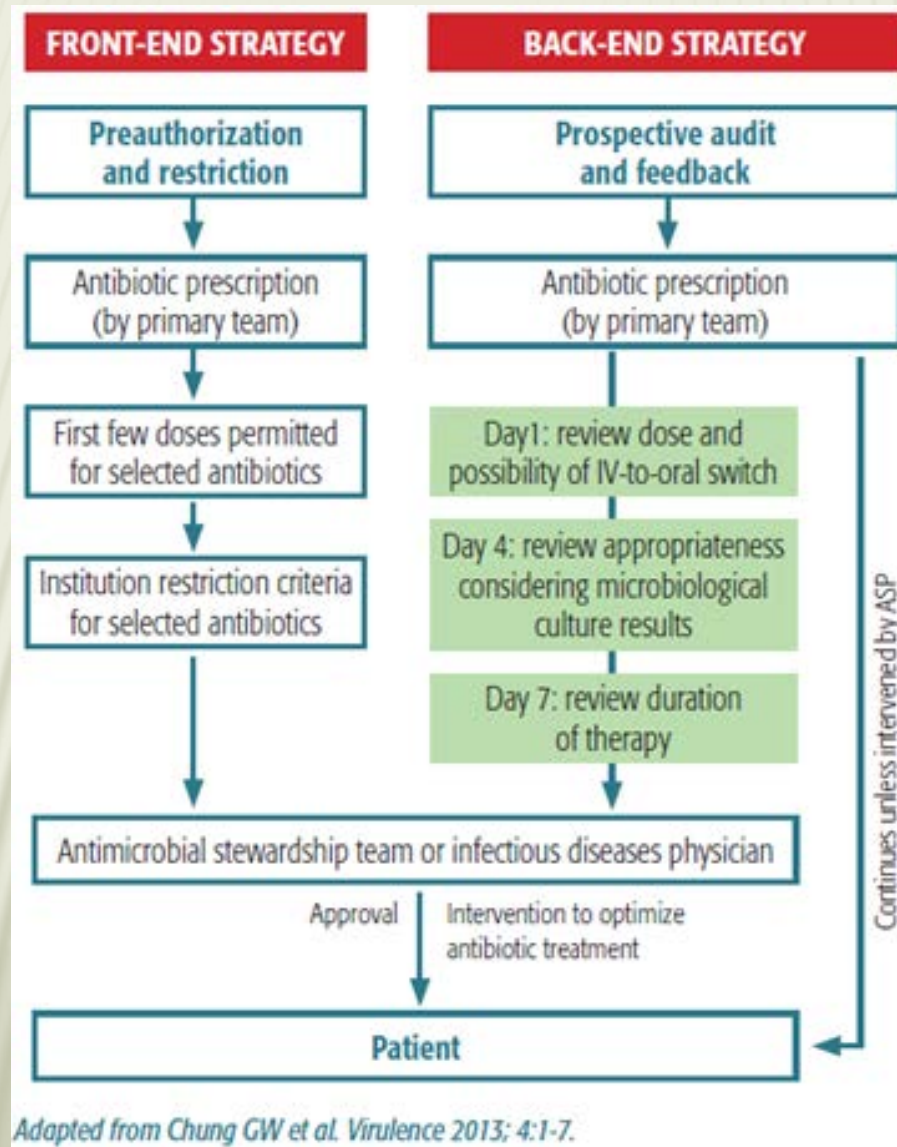 FRONT-END STRATEGY
Preauthorization
and restriction
Antibiotic prescription
(by primary team)
First few doses permitted
for selected antibiotics
Institution restriction criteria
for selected antibiotics
BACK-END STRATEGY
Prospective audit
and feedback
Antibiotic prescription
(by primary team)
Day1: review dose and
possibility of IV-to-oral switch
Day 4: review appropriateness
considering microbiological
culture results
Day 7: review duration
of therapy
Continues unless intervened by ASP
Antimicrobial stewardship team or infectious diseases physician
Approval
Intervention to optimize
antibiotic treatment
Patient
Adapted from Chung GW et al. Virulence 2013; 4:1-7.